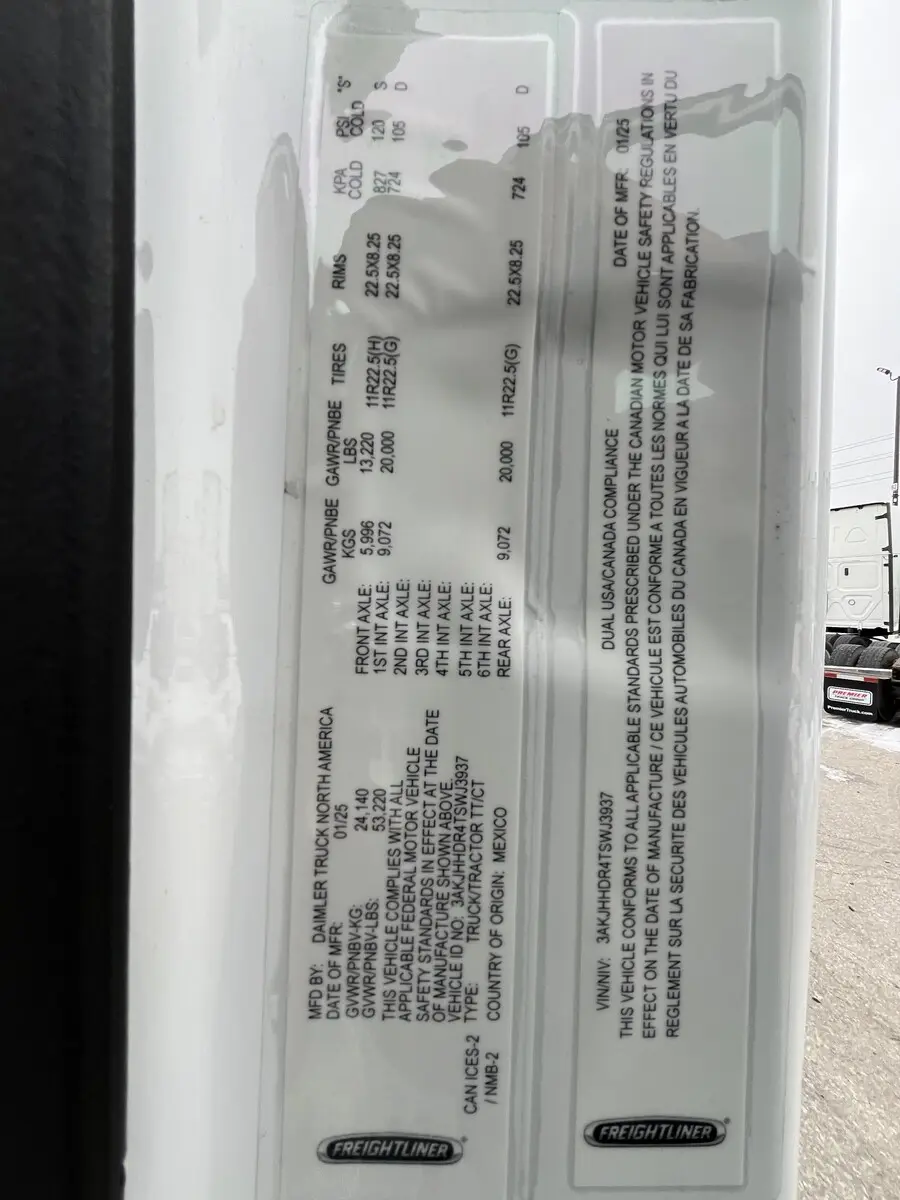 FREIGHTLINER
CAN ICES-2
/ NMB-2
MFD BY: DAIMLER TRUCK NORTH AMERICA
DATE OF MFR: 01/25
GVWR/PNBV-KG: 24,140
GVWR/PNBV-LBS: 53,220
THIS VEHICLE COMPLIES WITH ALL
APPLICABLE FEDERAL MOTOR VEHICLE
SAFETY STANDARDS IN EFFECT AT THE DATE
OF MANUFACTURE SHOWN ABOVE.
VEHICLE ID NO: 3AKJHHDR4TSWJ3937
TYPE: TRUCK/TRACTOR TT/CT
COUNTRY OF ORIGIN: MEXICO
GAWR/PNBE GAWR/PNBE TIRES RIMS KPA PSI "S"
KGS LBS COLD COLD
FRONT AXLE: 5,996 13,220 11R22.5(H) 22.5X8.25 827 120 S
1ST INT AXLE: 9,072 20,000 11R22.5(G) 22.5X8.25 724 105 D
2ND INT AXLE:
3RD INT AXLE:
4TH INT AXLE:
5TH INT AXLE:
6TH INT AXLE:
REAR AXLE: 9,072 20,000 11R22.5(G) 22.5X8.25 724 105 D
FREIGHTLINER
VIN/NIV: 3AKJHHDR4TSWJ3937 DUAL USA/CANADA COMPLIANCE DATE OF MFR: 01/25
THIS VEHICLE CONFORMS TO ALL APPLICABLE STANDARDS PRESCRIBED UNDER THE CANADIAN MOTOR VEHICLE SAFETY REGULATIONS IN
EFFECT ON THE DATE OF MANUFACTURE / CE VEHICULE EST CONFORME A TOUTES LES NORMES QUI LUI SONT APPLICABLES EN VERTU DU
REGLEMENT SUR LA SECURITE DES VEHICULES AUTOMOBILES DU CANADA EN VIGUEUR A LA DATE DE SA FABRICATION.
PREMIER
PremierTruck.com